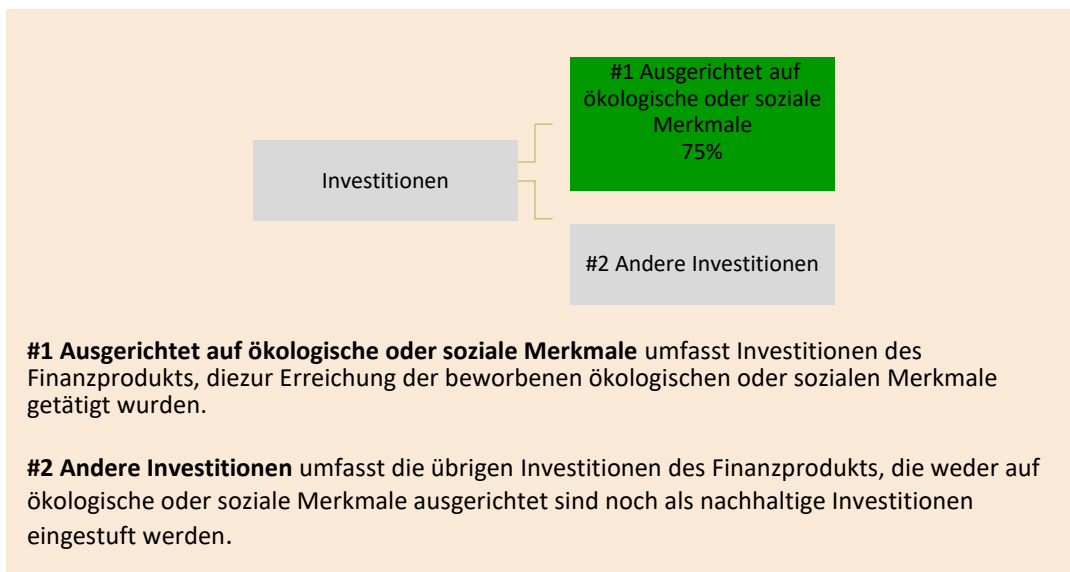 #1 Ausgerichtet auf
ökologische oder soziale
Merkmale
75%
Investitionen
#2 Andere Investitionen
#1 Ausgerichtet auf ökologische oder soziale Merkmale umfasst Investitionen des
Finanzprodukts, diezur Erreichung der beworbenen ökologischen oder sozialen Merkmale
getätigt wurden.
#2 Andere Investitionen umfasst die übrigen Investitionen des Finanzprodukts, die weder auf
ökologische oder soziale Merkmale ausgerichtet sind noch als nachhaltige Investitionen
eingestuft werden.